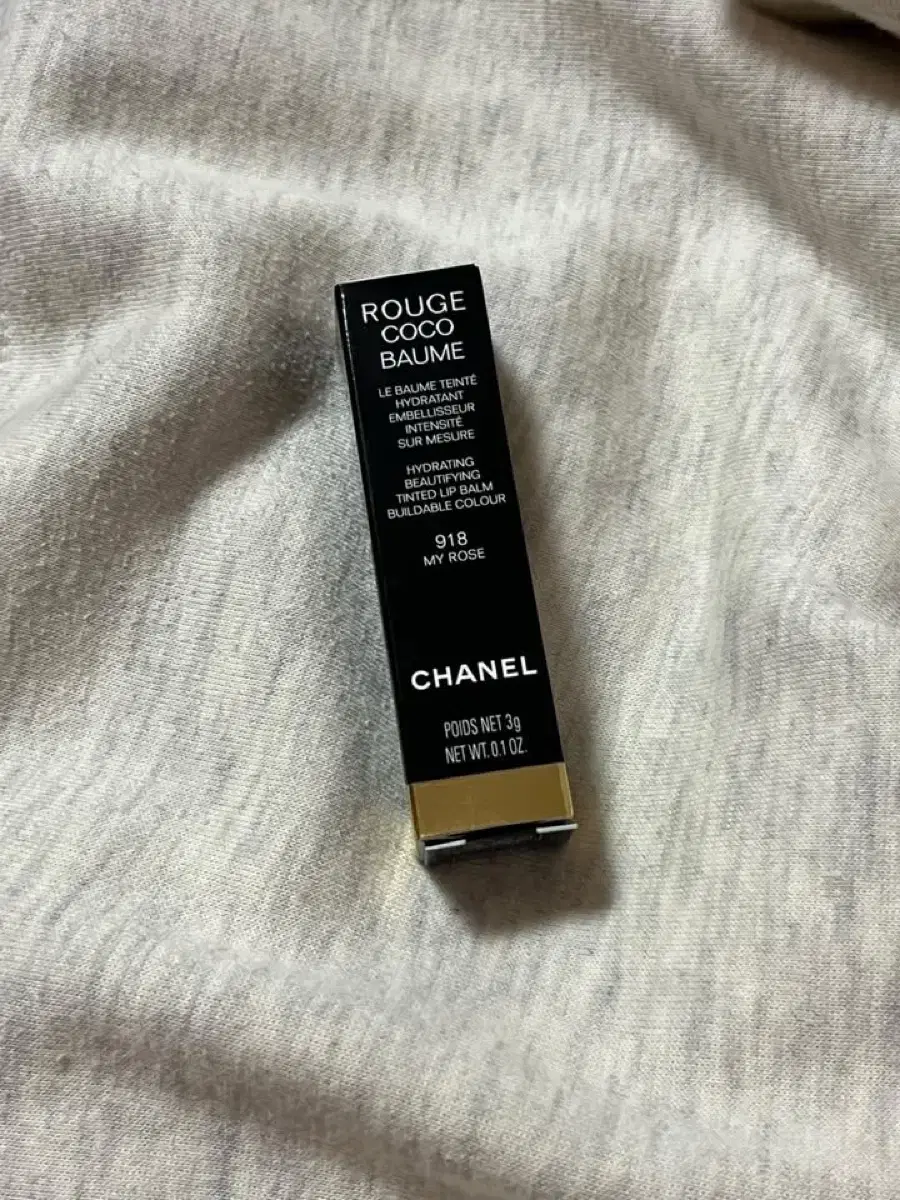 ROUGE
COCO
BAUME
LE BAUME TEINTÉ
HYDRATANT
EMBELLISSEUR
INTENSITÉ
SUR MESURE
HYDRATING
BEAUTIFYING
TINTED LIP BALM
BUILDABLE COLOUR
918
MY ROSE
CHANEL
POIDS NET 3g
NET WT. 0.1 OZ.